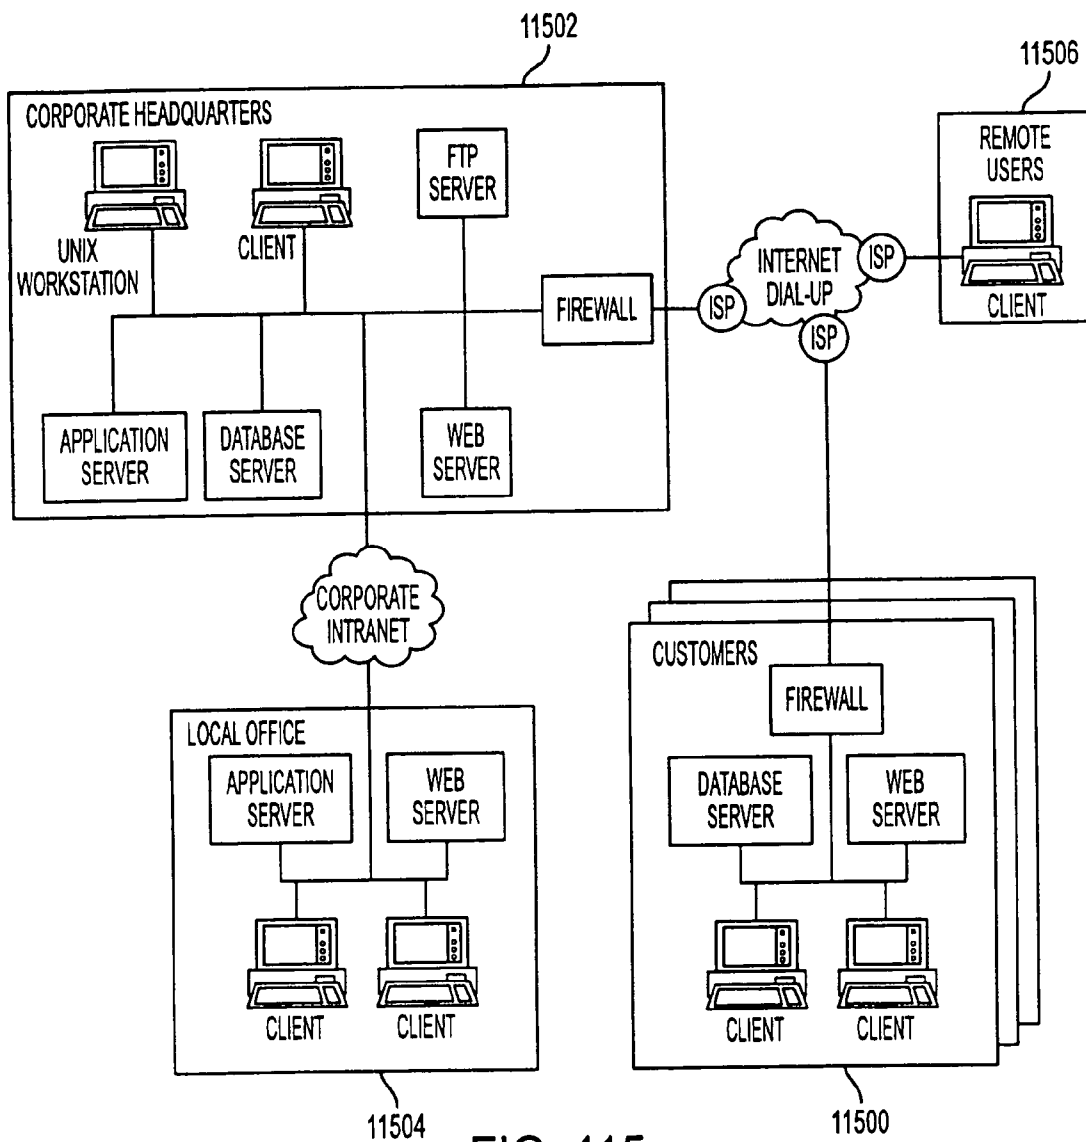 11502
11506
CORPORATE HEADQUARTERS
UNIX
WORKSTATION
CLIENT
FTP
SERVER
FIREWALL
APPLICATION
SERVER
DATABASE
SERVER
WEB
SERVER
ISP
INTERNET
DIAL-UP
ISP
ISP
REMOTE
USERS
CLIENT
CORPORATE
INTRANET
LOCAL OFFICE
APPLICATION
SERVER
WEB
SERVER
CLIENT
CLIENT
11504
CUSTOMERS
FIREWALL
DATABASE
SERVER
WEB
SERVER
CLIENT
CLIENT
11500